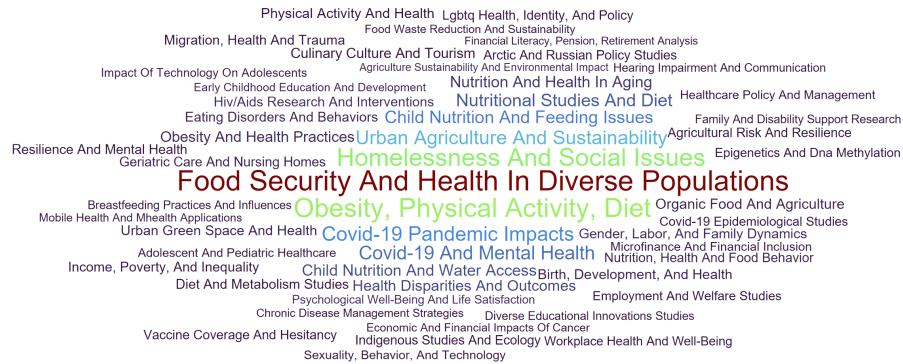 Physical Activity And Health Lgbtq Health, Identity, And Policy
Food Waste Reduction And Sustainability
Migration, Health And Trauma Financial Literacy, Pension, Retirement Analysis
Culinary Culture And Tourism Arctic And Russian Policy Studies
Impact Of Technology On Adolescents Agriculture Sustainability And Environmental Impact Hearing Impairment And Communication
Early Childhood Education And Development Nutrition And Health In Aging
Hiv/Aids Research And Interventions Nutritional Studies And Diet Healthcare Policy And Management
Eating Disorders And Behaviors Child Nutrition And Feeding Issues Family And Disability Support Research
Obesity And Health Practices Urban Agriculture And Sustainability Agricultural Risk And Resilience
Resilience And Mental Health
Geriatric Care And Nursing Homes Homelessness And Social Issues Epigenetics And Dna Methylation
Food Security And Health In Diverse Populations
Breastfeeding Practices And Influences Obesity, Physical Activity, Diet Organic Food And Agriculture
Mobile Health And Mhealth Applications Covid-19 Epidemiological Studies
Urban Green Space And Health Covid-19 Pandemic Impacts Gender, Labor, And Family Dynamics
Microfinance And Financial Inclusion
Adolescent And Pediatric Healthcare Covid-19 And Mental Health Nutrition, Health And Food Behavior
Income, Poverty, And Inequality Child Nutrition And Water Access Birth, Development, And Health
Diet And Metabolism Studies Health Disparities And Outcomes
Psychological Well-Being And Life Satisfaction Employment And Welfare Studies
Chronic Disease Management Strategies Diverse Educational Innovations Studies
Economic And Financial Impacts Of Cancer
Vaccine Coverage And Hesitancy Indigenous Studies And Ecology Workplace Health And Well-Being
Sexuality, Behavior, And Technology